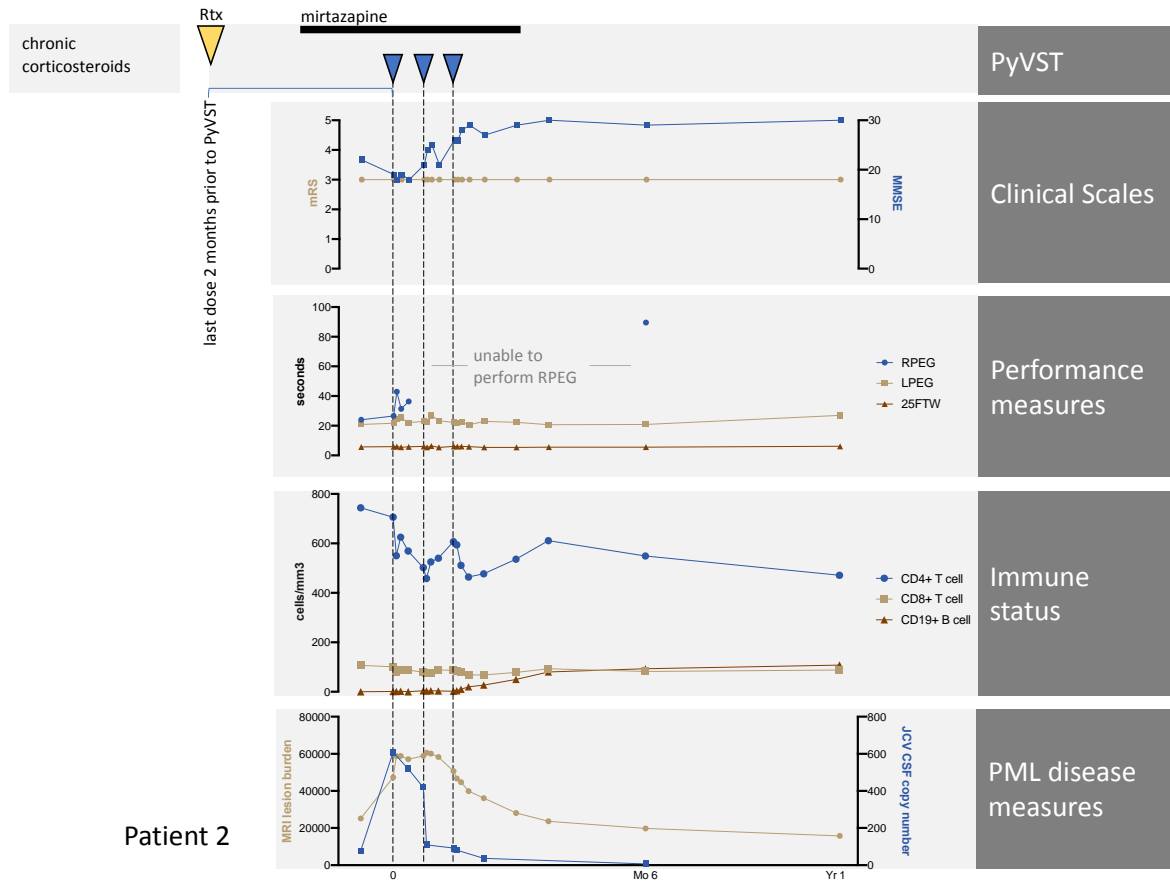 Rtx
mirtazapine
chronic
corticosteroids
PyVST
last dose 2 months prior to PyVST
5
4
3
2
1
0
mRS
30
20
10
0
MMSE
Clinical Scales
100
80
60
40
20
0
seconds
unable to
perform RPEG
RPEG
LPEG
25FTW
Performance
measures
800
600
400
200
0
cells/mm3
CD4+ T cell
CD8+ T cell
CD19+ B cell
Immune
status
80000
60000
40000
20000
0
MRI lesion burden
800
600
400
200
0
JCV CSF copy number
PML disease
measures
Patient 2
0
Mo 6
Yr 1